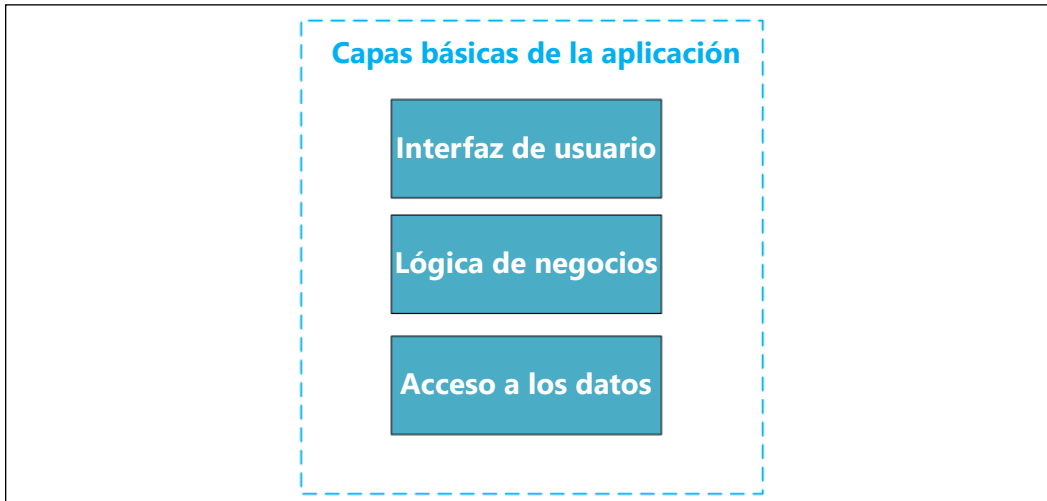 Capas básicas de la aplicación
Interfaz de usuario
Lógica de negocios
Acceso a los datos